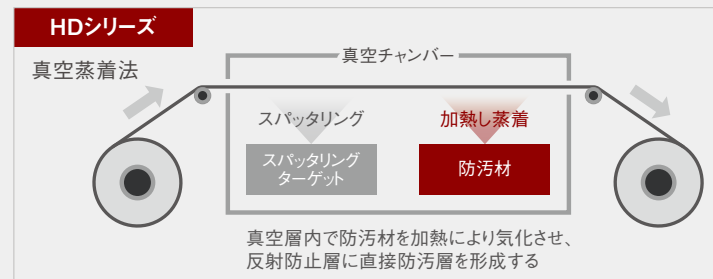 HDシリーズ
真空蒸着法
真空チャンバー
スパッタリング
加熱し蒸着
スパッタリング
ターゲット
防汚材
真空層内で防汚材を加熱により気化させ、
反射防止層に直接防汚層を形成する